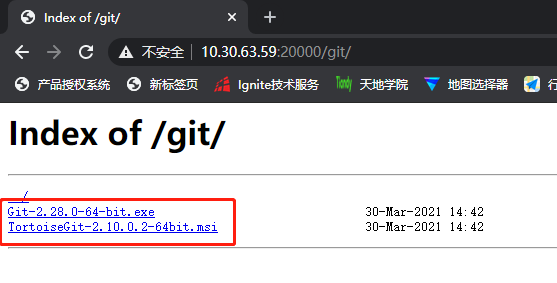 Index of /git/
不安全 10.30.63.59:20000/git/
产品授权系统 新标签页 Ignite技术服务 Tiandy 天地学院 地图选择器 行
Index of /git/
../
Git-2.28.0-64-bit.exe 30-Mar-2021 14:42
TortoiseGit-2.10.0.2-64bit.msi 30-Mar-2021 14:42